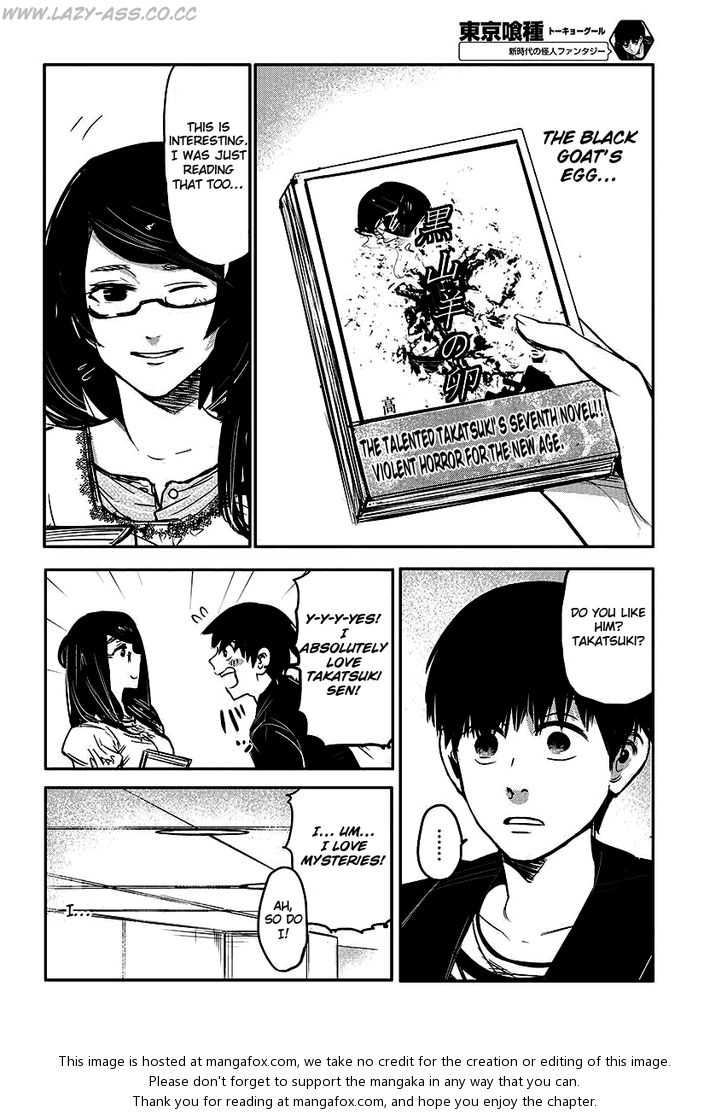 WWW.LAZY-ASS.CO.CC
東京喰種 トーキョーグール
新時代の怪人ファンタジー
THE BLACK
GOAT'S
EGG...
黒山羊の卵
高
THE TALENTED TAKATSUKI'S SEVENTH NOVEL!!
VIOLENT HORROR FOR THE NEW AGE.
THIS IS
INTERESTING.
I WAS JUST
READING
THAT TOO...
DO YOU LIKE
HIM?
TAKATSUKI?
......
Y-Y-Y-YES!
I
ABSOLUTELY
LOVE
TAKATSUKI
SEN!
I... UM...
I LOVE
MYSTERIES!
AH,
SO DO
I!
I...
This image is hosted at mangafox.com, we take no credit for the creation or editing of this image.
Please don't forget to support the mangaka in any way that you can.
Thank you for reading at mangafox.com, and hope you enjoy the chapter.